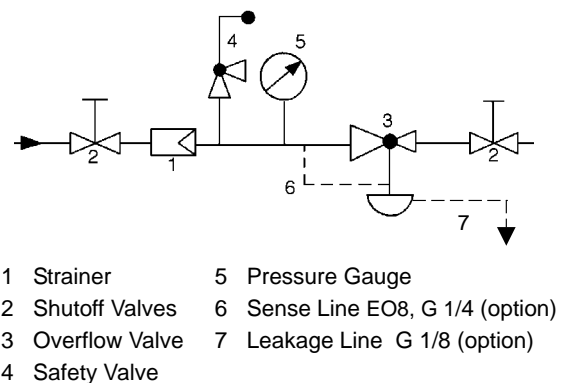 4
5
3
2
1
2
6
7
1 Strainer
2 Shutoff Valves
3 Overflow Valve
4 Safety Valve
5 Pressure Gauge
6 Sense Line EO8, G 1/4 (option)
7 Leakage Line G 1/8 (option)